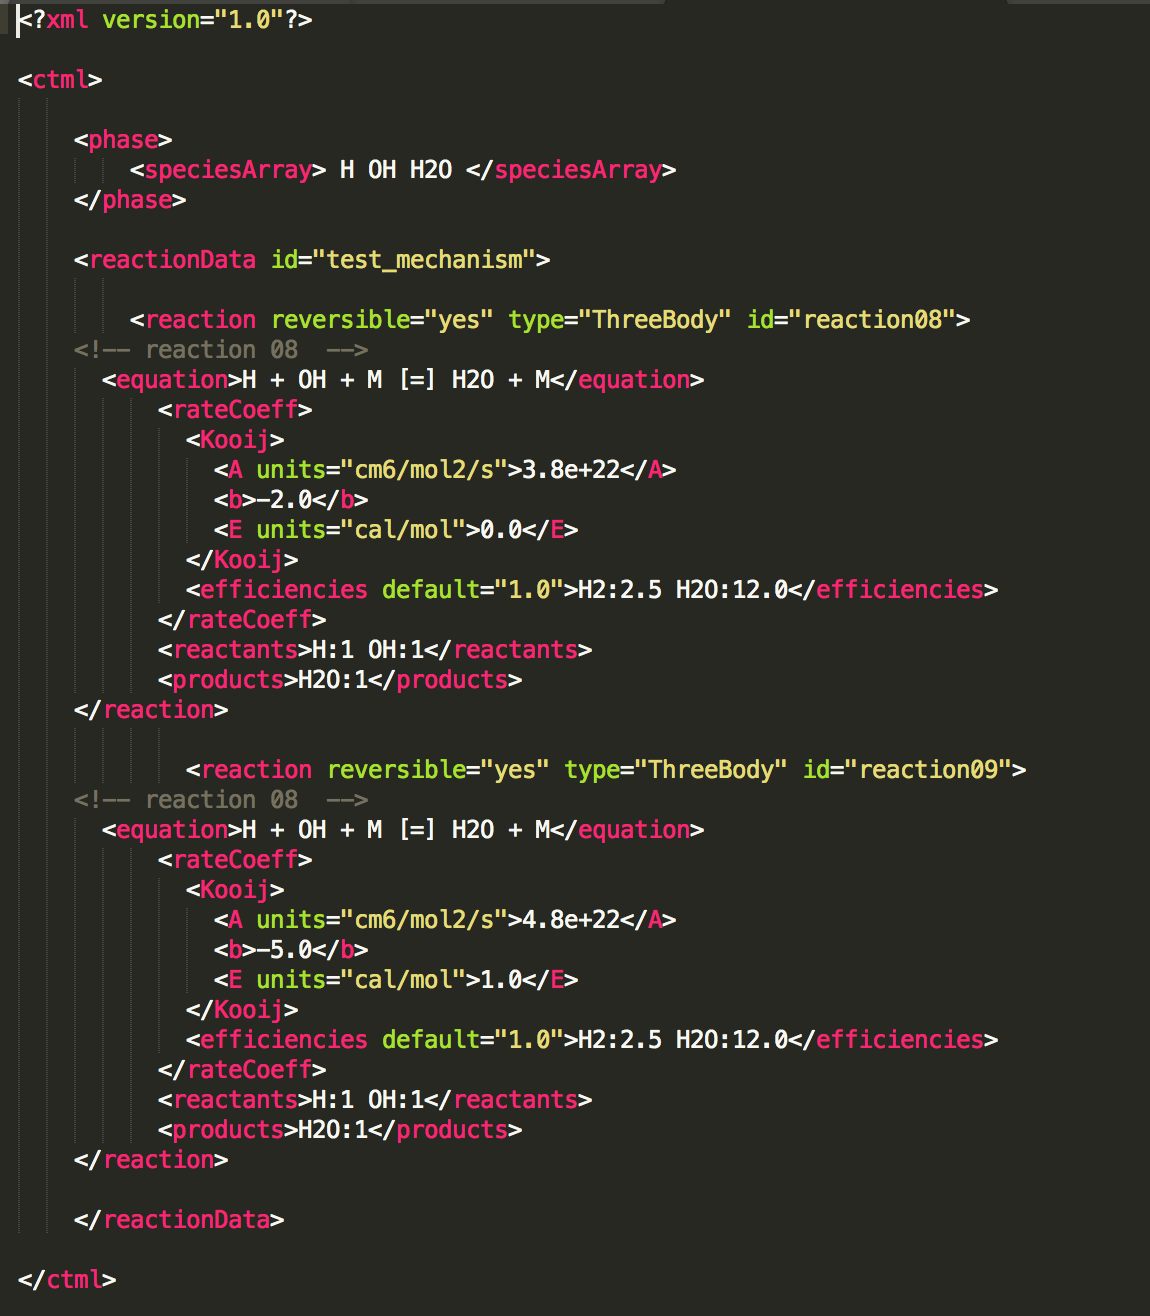 <?xml version="1.0"?>
<ctml>
<phase>
<speciesArray> H OH H2O </speciesArray>
</phase>
<reactionData id="test_mechanism">
<reaction reversible="yes" type="ThreeBody" id="reaction08">
<!-- reaction 08  -->
<equation>H + OH + M [=] H2O + M</equation>
<rateCoeff>
<Kooij>
<A units="cm6/mol2/s">3.8e+22</A>
<b>-2.0</b>
<E units="cal/mol">0.0</E>
</Kooij>
<efficiencies default="1.0">H2:2.5 H2O:12.0</efficiencies>
</rateCoeff>
<reactants>H:1 OH:1</reactants>
<products>H2O:1</products>
</reaction>
<reaction reversible="yes" type="ThreeBody" id="reaction09">
<!-- reaction 08  -->
<equation>H + OH + M [=] H2O + M</equation>
<rateCoeff>
<Kooij>
<A units="cm6/mol2/s">4.8e+22</A>
<b>-5.0</b>
<E units="cal/mol">1.0</E>
</Kooij>
<efficiencies default="1.0">H2:2.5 H2O:12.0</efficiencies>
</rateCoeff>
<reactants>H:1 OH:1</reactants>
<products>H2O:1</products>
</reaction>
</reactionData>
</ctml>